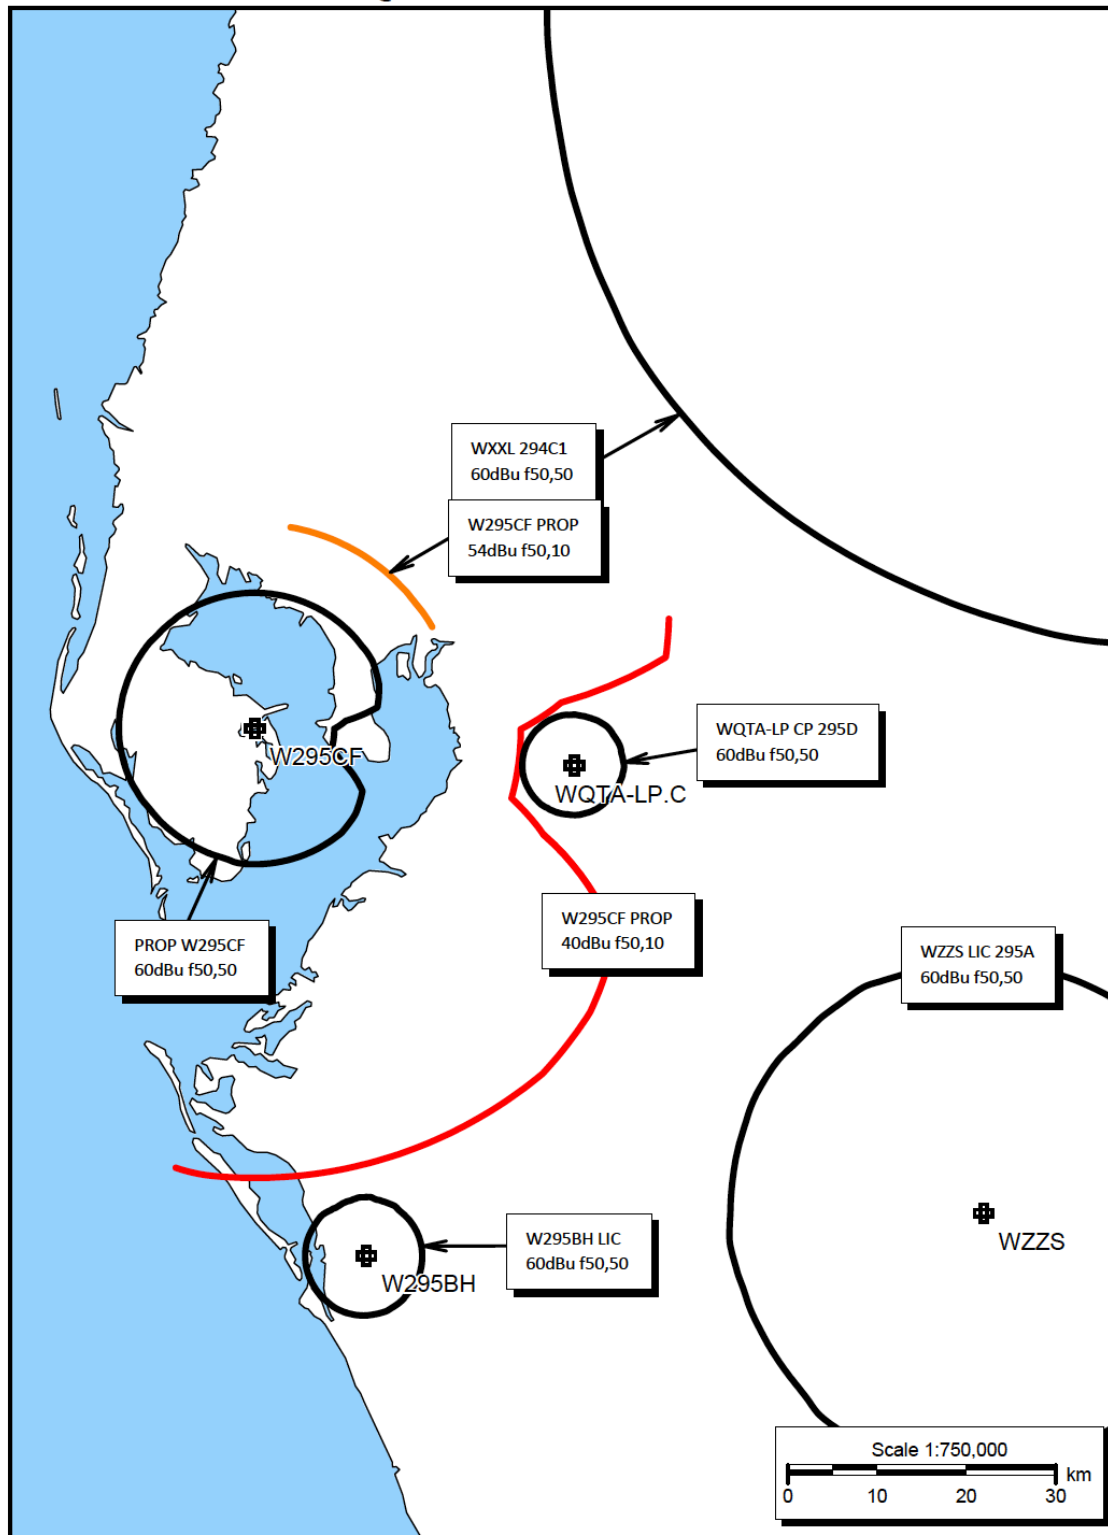 WXXL 294C1
60dBu f50,50
W295CF PROP
54dBu f50,10
W295CF
WQTA-LP CP 295D
60dBu f50,50
WQTA-LP.C
W295CF PROP
40dBu f50,10
PROP W295CF
60dBu f50,50
WZZS LIC 295A
60dBu f50,50
W295BH LIC
60dBu f50,50
W295BH
WZZS
Scale 1:750,000
km
0 10 20 30